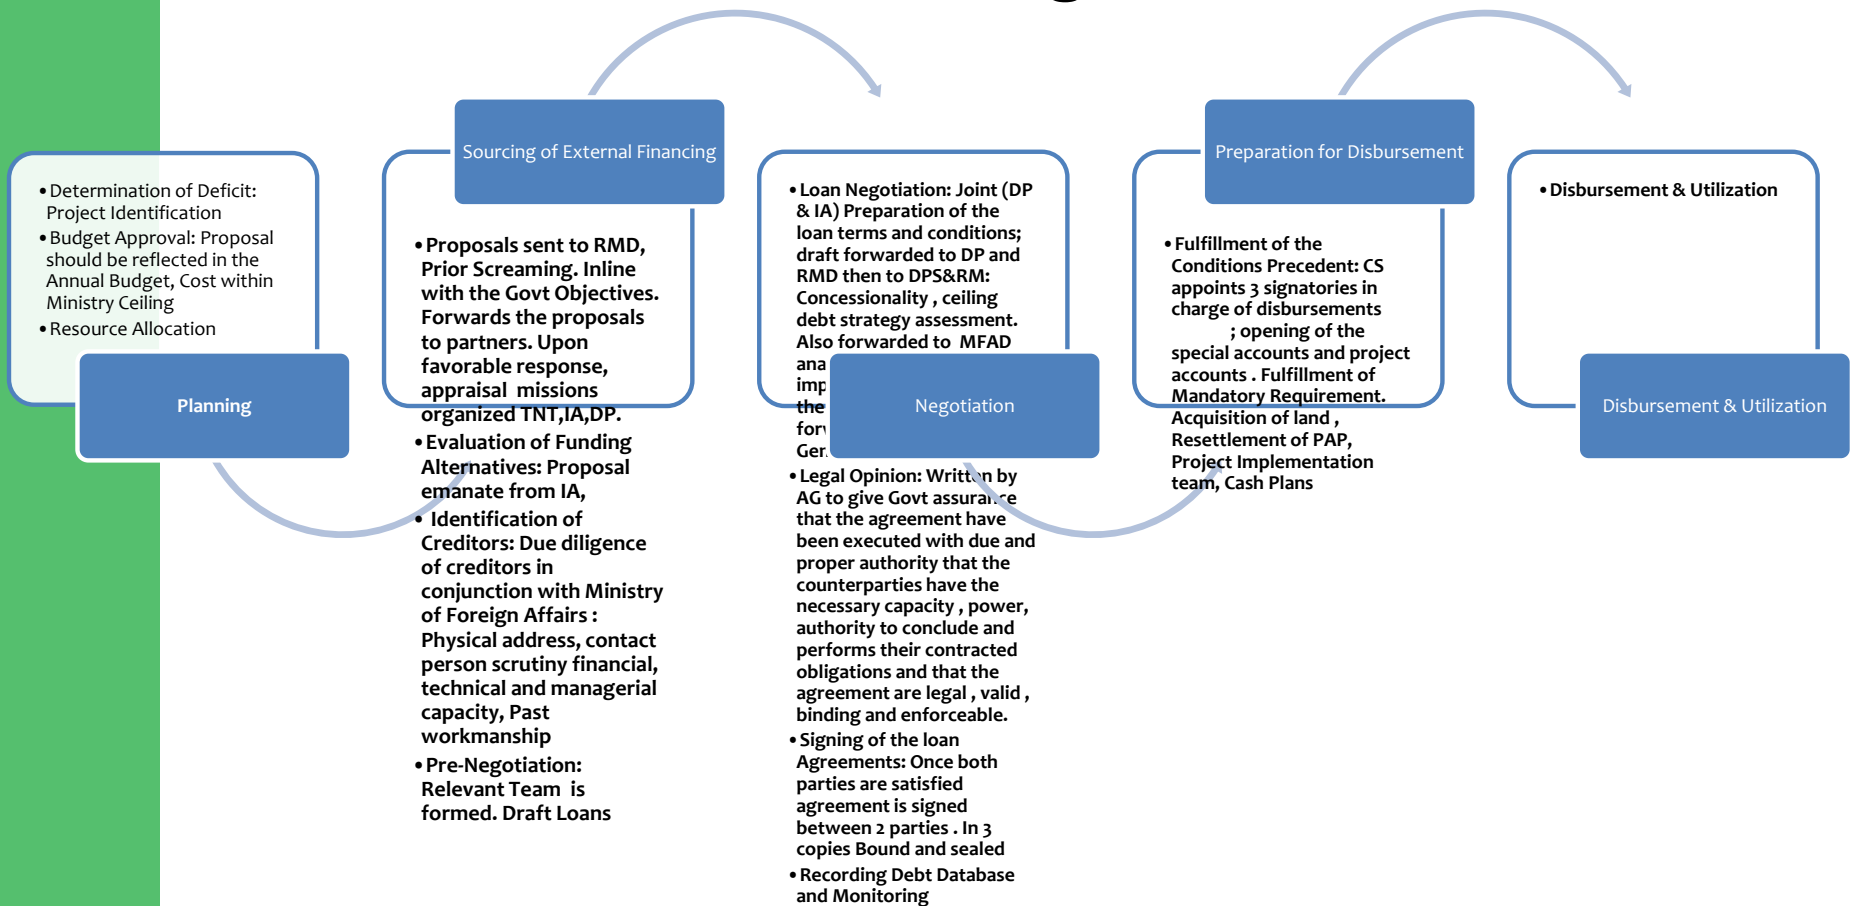 • Determination of Deficit:
Project Identification
• Budget Approval: Proposal
should be reflected in the
Annual Budget, Cost within
Ministry Ceiling
• Resource Allocation
Planning
Sourcing of External Financing
• Proposals sent to RMD,
Prior Screaming. Inline
with the Govt Objectives.
Forwards the proposals
to partners. Upon
favorable response,
appraisal missions
organized TNT,IA,DP.
• Evaluation of Funding
Alternatives: Proposal
emanate from IA,
• Identification of
Creditors: Due diligence
of creditors in
conjunction with Ministry
of Foreign Affairs :
Physical address, contact
person scrutiny financial,
technical and managerial
capacity, Past
workmanship
• Pre-Negotiation:
Relevant Team is
formed. Draft Loans
• Loan Negotiation: Joint (DP
& IA) Preparation of the
loan terms and conditions;
draft forwarded to DP and
RMD then to DPS&RM:
Concessionality , ceiling
debt strategy assessment.
Also forwarded to MFAD
Negotiation
• Legal Opinion: Written by
AG to give Govt assurance
that the agreement have
been executed with due and
proper authority that the
counterparties have the
necessary capacity , power,
authority to conclude and
performs their contracted
obligations and that the
agreement are legal , valid ,
binding and enforceable.
• Signing of the loan
Agreements: Once both
parties are satisfied
agreement is signed
between 2 parties . In 3
copies Bound and sealed
• Recording Debt Database
and Monitoring
Preparation for Disbursement
• Fulfillment of the
Conditions Precedent: CS
appoints 3 signatories in
charge of disbursements
; opening of the
special accounts and project
accounts . Fulfillment of
Mandatory Requirement.
Acquisition of land ,
Resettlement of PAP,
Project Implementation
team, Cash Plans
• Disbursement & Utilization
Disbursement & Utilization